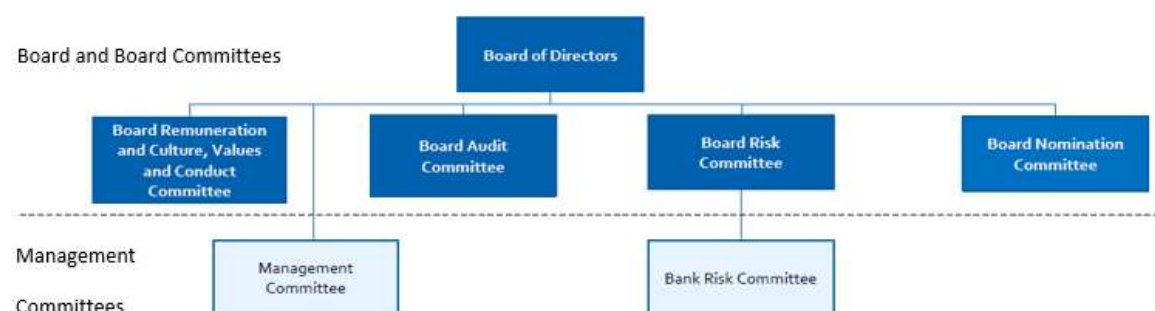 Board and Board Committees
Board of Directors
Board Remuneration
and Culture, Values
and Conduct
Committee
Board Audit
Committee
Board Risk
Committee
Board Nomination
Committee
Management
Committees
Management
Committee
Bank Risk Committee